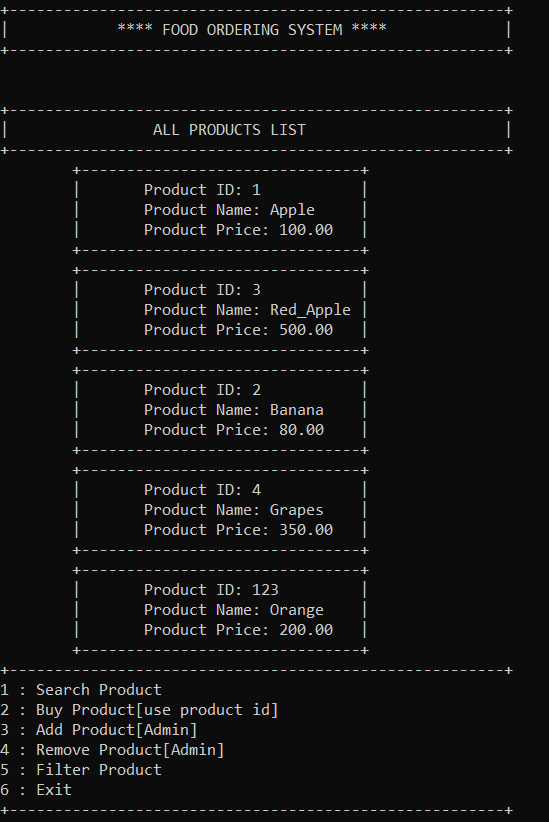 **** FOOD ORDERING SYSTEM ****
ALL PRODUCTS LIST
Product ID: 1
Product Name: Apple
Product Price: 100.00
Product ID: 3
Product Name: Red_Apple
Product Price: 500.00
Product ID: 2
Product Name: Banana
Product Price: 80.00
Product ID: 4
Product Name: Grapes
Product Price: 350.00
Product ID: 123
Product Name: Orange
Product Price: 200.00
1 : Search Product
2 : Buy Product[use product id]
3 : Add Product[Admin]
4 : Remove Product[Admin]
5 : Filter Product
6 : Exit